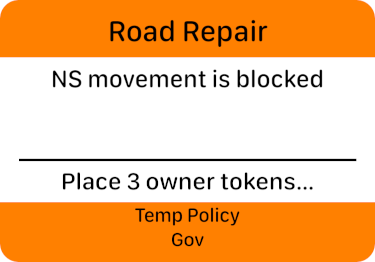 Road Repair
NS movement is blocked
Place 3 owner tokens...
Temp Policy
Gov